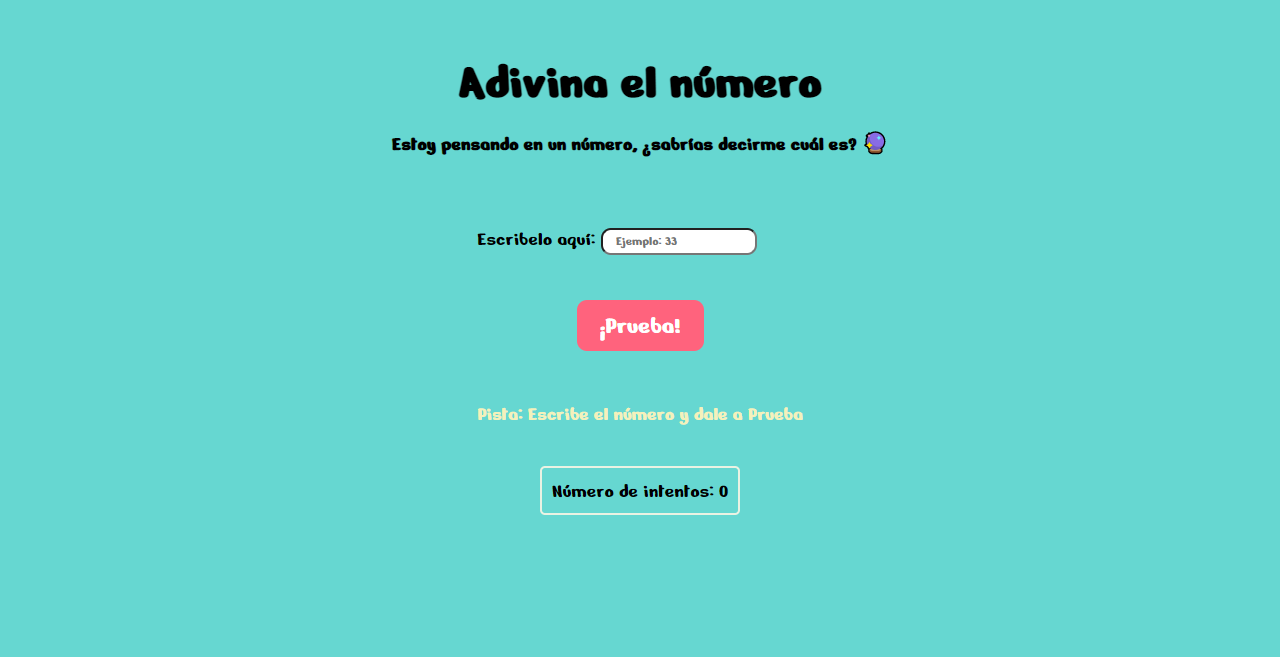 Adivina el número
Estoy pensando en un número, ¿sabrías decirme cuál es? 🔮
Escribelo aquí: Ejemplo: 33
¡Prueba!
Pista: Escribe el número y dale a Prueba
Número de intentos: 0